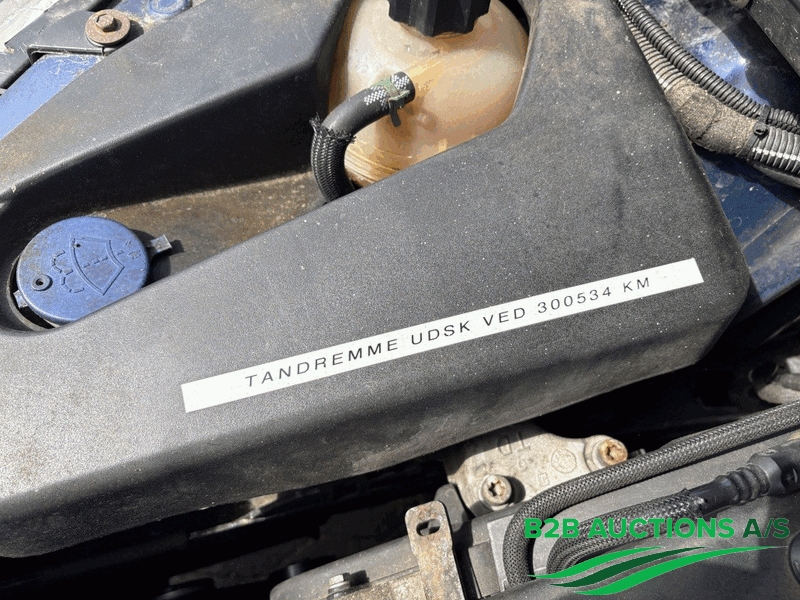 TANDREMME UDSK VED 300534 KM
B2B AUCTIONS A/S